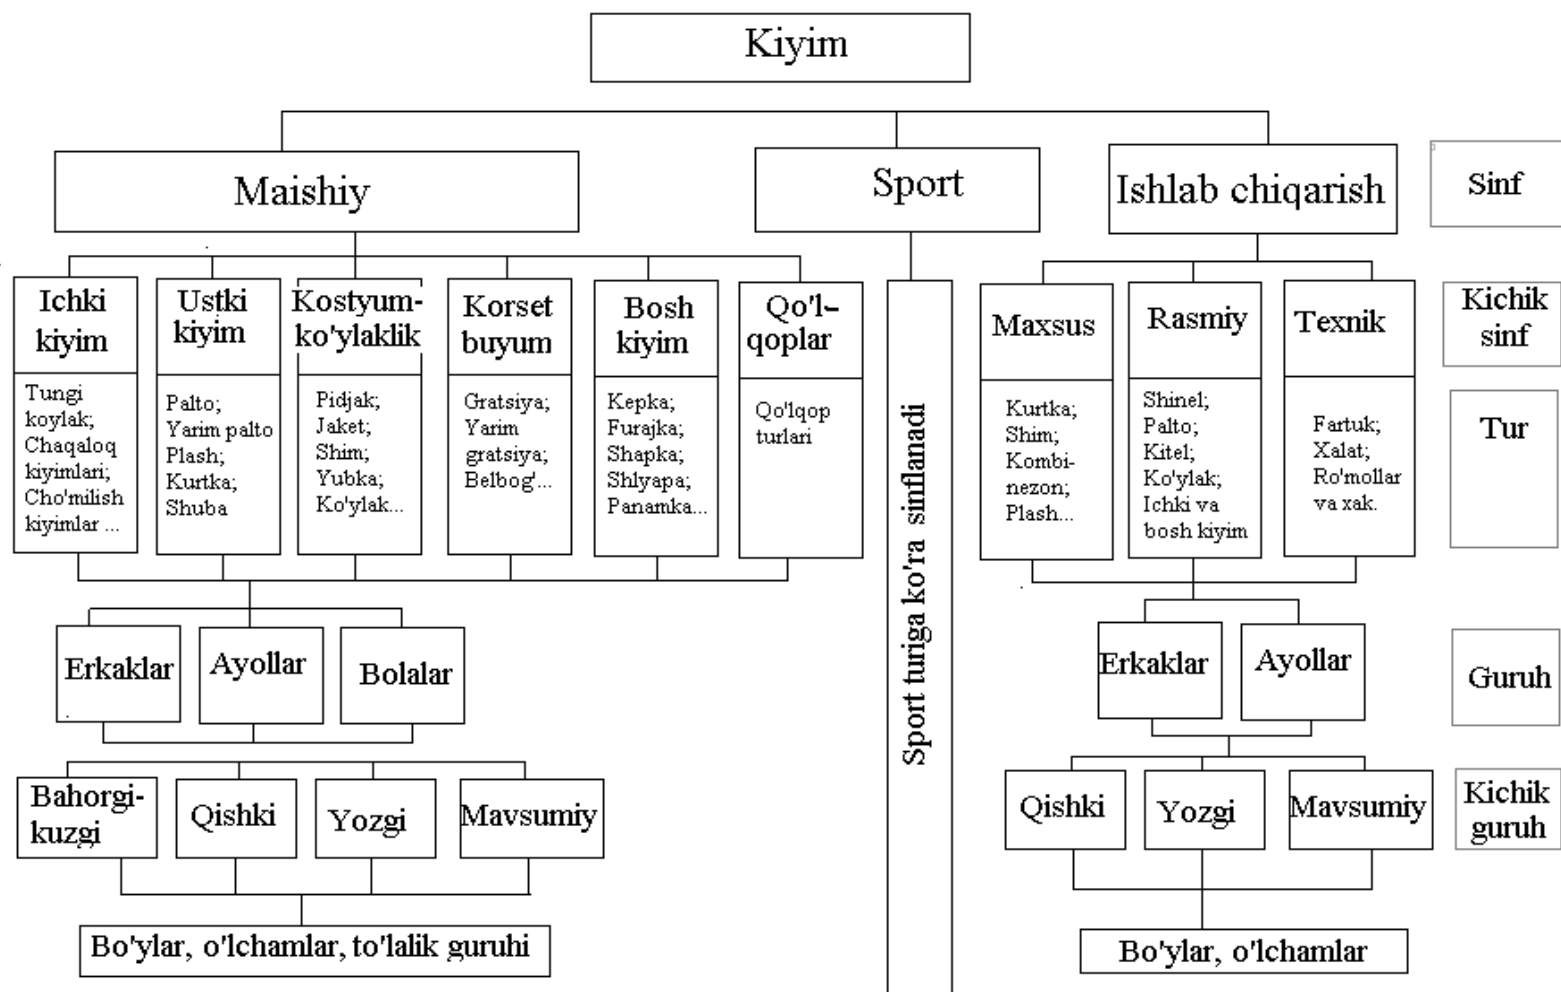 Kiyim
Maishiy
Sport
Ishlab chiqarish
Sinf
Ichki
kiyim
Ustki
kiyim
Kostyum-
ko'ylaklik
Korset
buyum
Bosh
kiyim
Qo'l-
qoplar
Maxsus
Rasmiy
Texnik
Kichik
sinf
Tungi
koylak;
Chaqaloq
kiyimlari;
Cho'milish
kiyimlar ...
Palto;
Yarim palto
Plash;
Kurtka;
Shuba
Pidjak;
Jaket;
Shim;
Yubka;
Ko'ylak...
Gratsiya;
Yarim
gratsiya;
Belbog'...
Kepka;
Furajka;
Shapka;
Shlyapa;
Panamka...
Qo'lqop
turlari
Sport turiga ko'ra sinflanadi
Kurtka;
Shim;
Kombi-
nezon;
Plash...
Shinel;
Palto;
Kitel;
Ko'ylak;
Ichki va
bosh kiyim
Fartuk;
Xalat;
Ro'mollar
va xak.
Tur
Erkaklar
Ayollar
Bolalar
Erkaklar
Ayollar
Guruh
Bahorgi-
kuzgi
Qishki
Yozgi
Mavsumiy
Qishki
Yozgi
Mavsumiy
Kichik
guruh
Bo'ylar, o'lchamlar, to'lalik guruhi
Bo'ylar, o'lchamlar